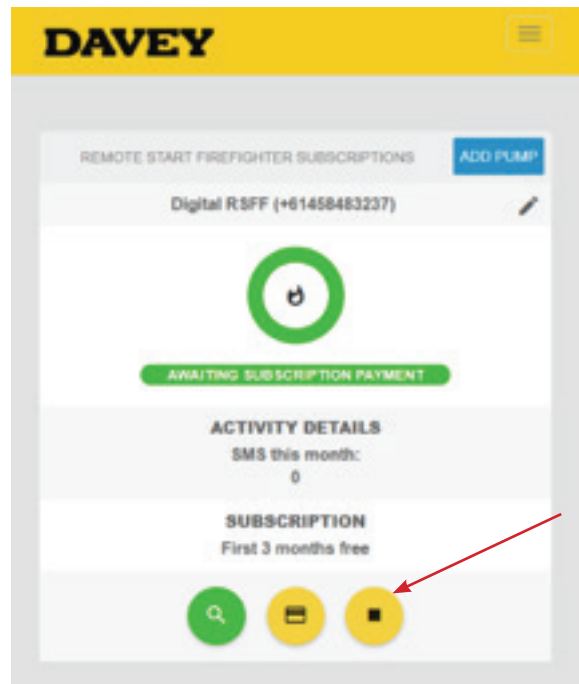 DAVEY
REMOTE START FIREFIGHTER SUBSCRIPTIONS
ADD PUMP
Digital RSFF (+61458483237)
AWAITING SUBSCRIPTION PAYMENT
ACTIVITY DETAILS
SMS this month:
0
SUBSCRIPTION
First 3 months free